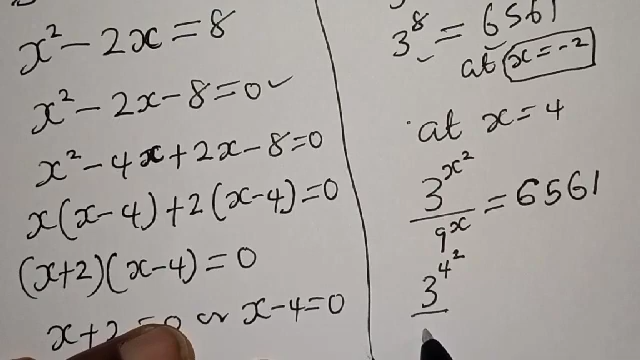 x² - 2x = 8
x² - 2x - 8 = 0 ✓
x² - 4x + 2x - 8 = 0
x(x-4) + 2(x-4) = 0
(x+2)(x-4) = 0
x+2 = 0 or x-4 = 0
3⁸ = 6561
at x = -2
at x = 4
3^x² / 9^x = 6561
3^4²